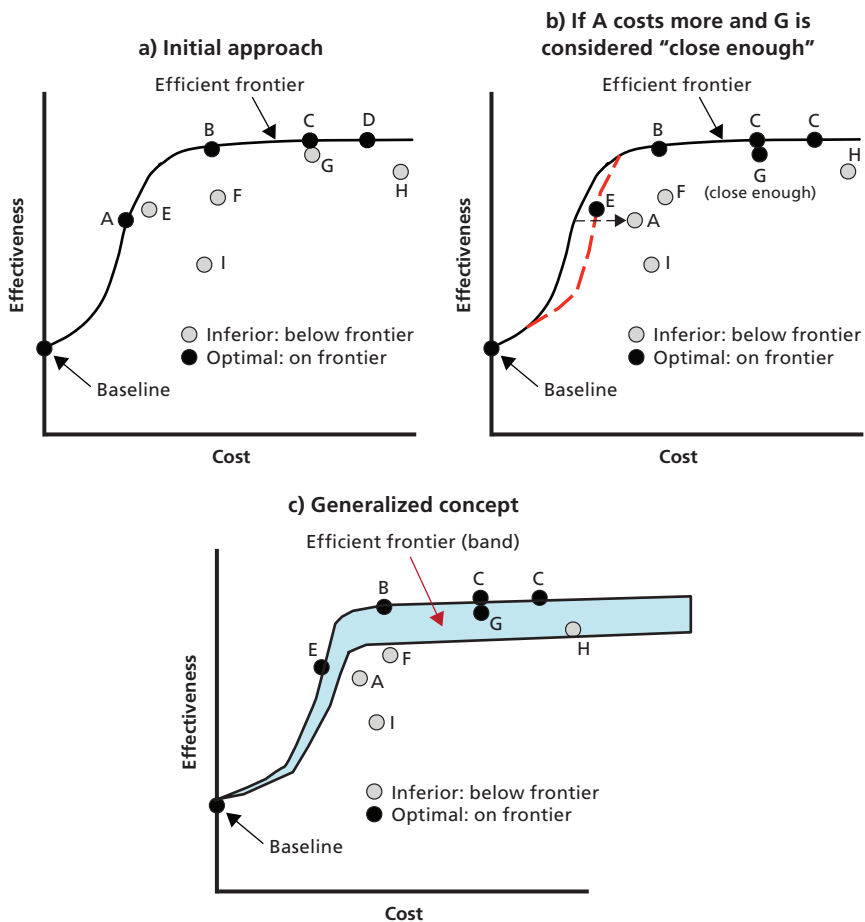 a) Initial approach
Efficient frontier
B
C
D
G
H
A
E
F
I
Effectiveness
Inferior: below frontier
Optimal: on frontier
Baseline
Cost
b) If A costs more and G is
considered “close enough”
Efficient frontier
B
C
C
H
G
(close enough)
F
E
A
I
Effectiveness
Inferior: below frontier
Optimal: on frontier
Baseline
Cost
c) Generalized concept
Efficient frontier (band)
B
C
C
G
H
E
F
A
I
Effectiveness
Inferior: below frontier
Optimal: on frontier
Baseline
Cost